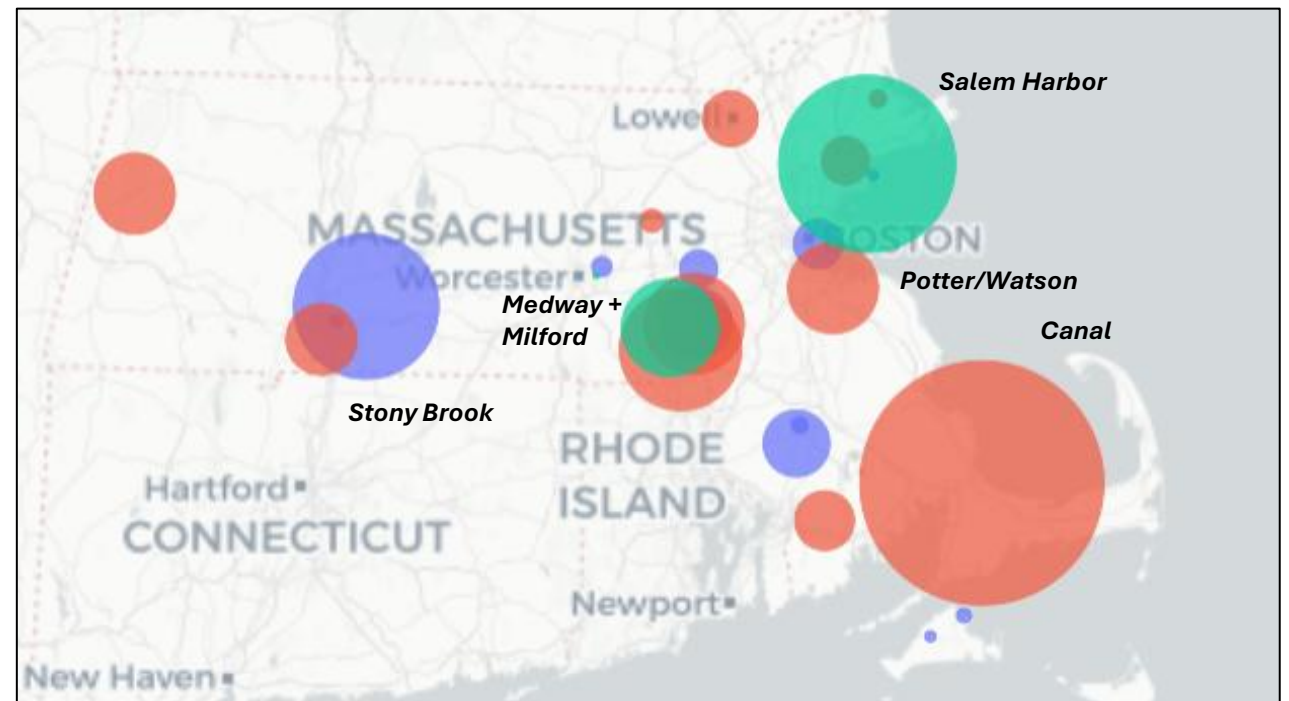 Salem Harbor
Lowell
MASSACHUSETTS
BOSTON
Worcester
Potter/Watson
Medway +
Milford
Canal
Stony Brook
RHODE
ISLAND
Hartford
CONNECTICUT
Newport
New Haven